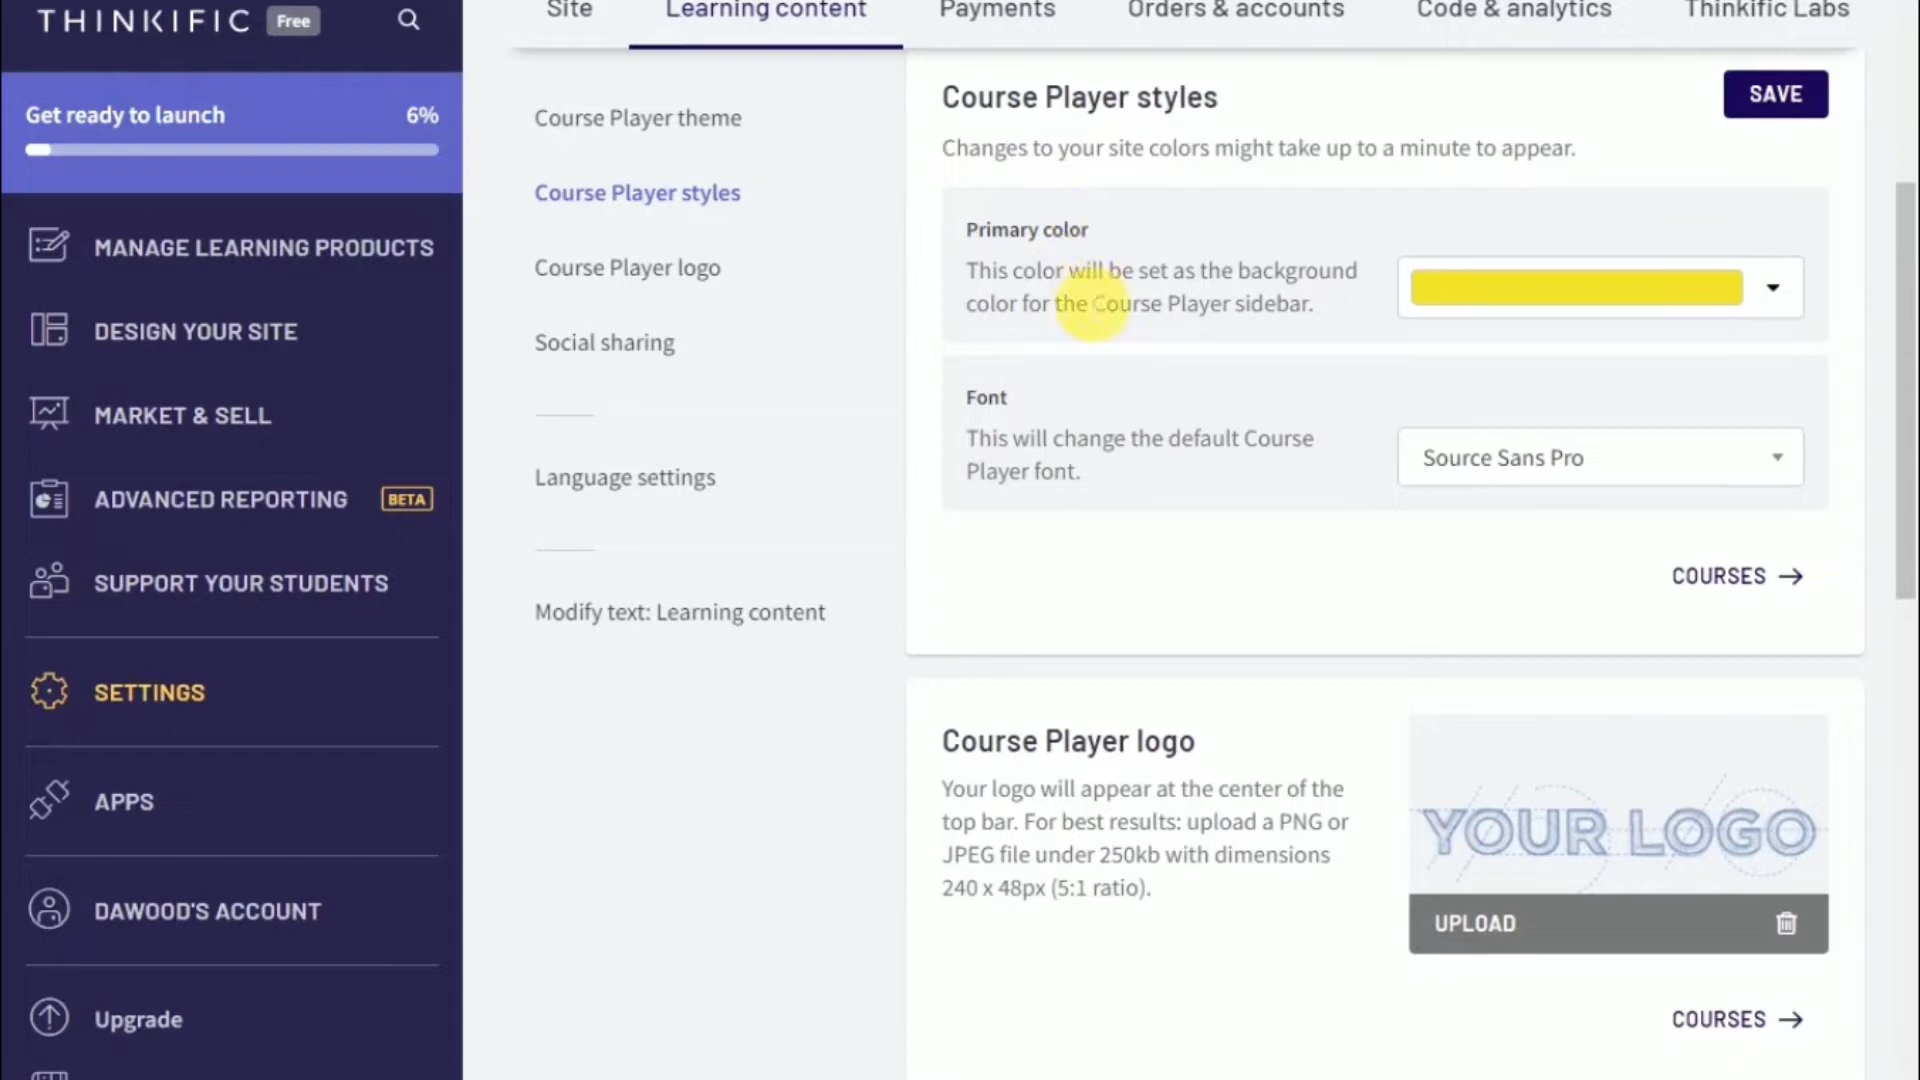 THINKIFIC Free
Get ready to launch 6%
MANAGE LEARNING PRODUCTS
DESIGN YOUR SITE
MARKET & SELL
ADVANCED REPORTING BETA
SUPPORT YOUR STUDENTS
SETTINGS
APPS
DAWOOD'S ACCOUNT
Upgrade
Site Learning content Payments Orders & accounts Code & analytics Thinkific Labs
Course Player theme
Course Player styles
Course Player logo
Social sharing
Language settings
Modify text: Learning content
Course Player styles
SAVE
Changes to your site colors might take up to a minute to appear.
Primary color
This color will be set as the background
color for the Course Player sidebar.
Font
This will change the default Course
Player font.
Source Sans Pro
COURSES →
Course Player logo
Your logo will appear at the center of the
top bar. For best results: upload a PNG or
JPEG file under 250kb with dimensions
240 x 48px (5:1 ratio).
YOUR LOGO
UPLOAD
COURSES →